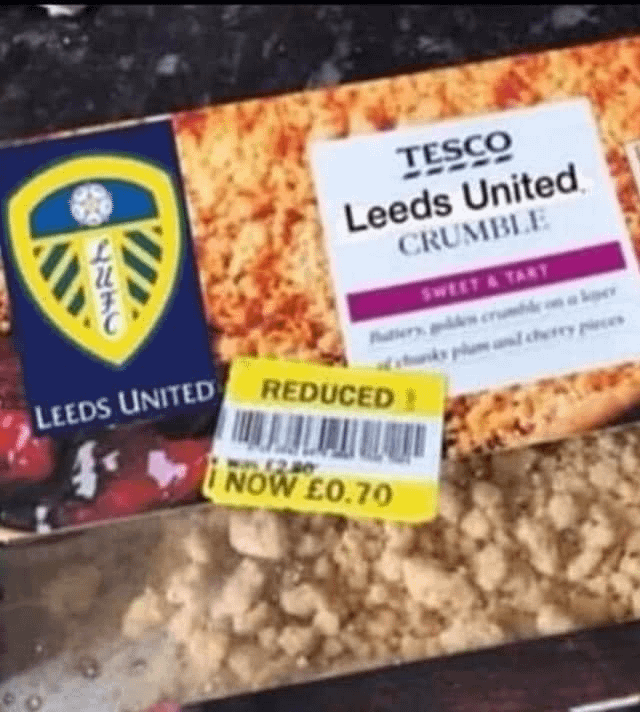 LUFC
LEEDS UNITED
TESCO
Leeds United
CRUMBLE
SWEET & TART
Buttery, golden crumble on a layer
of chunky plum and cherry pieces
REDUCED
NOW £0.70